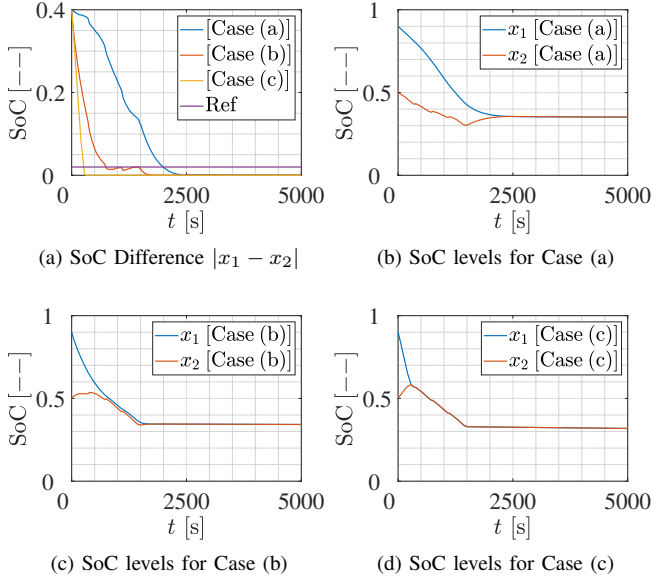 0.4
0.2
0
SoC [−−]
[Case (a)]
[Case (b)]
[Case (c)]
Ref
0 2500 5000
t [s]
(a) SoC Difference |x₁ − x₂|
1
0.5
0
SoC [−−]
x₁ [Case (a)]
x₂ [Case (a)]
0 2500 5000
t [s]
(b) SoC levels for Case (a)
1
0.5
0
SoC [−−]
x₁ [Case (b)]
x₂ [Case (b)]
0 2500 5000
t [s]
(c) SoC levels for Case (b)
1
0.5
0
SoC [−−]
x₁ [Case (c)]
x₂ [Case (c)]
0 2500 5000
t [s]
(d) SoC levels for Case (c)